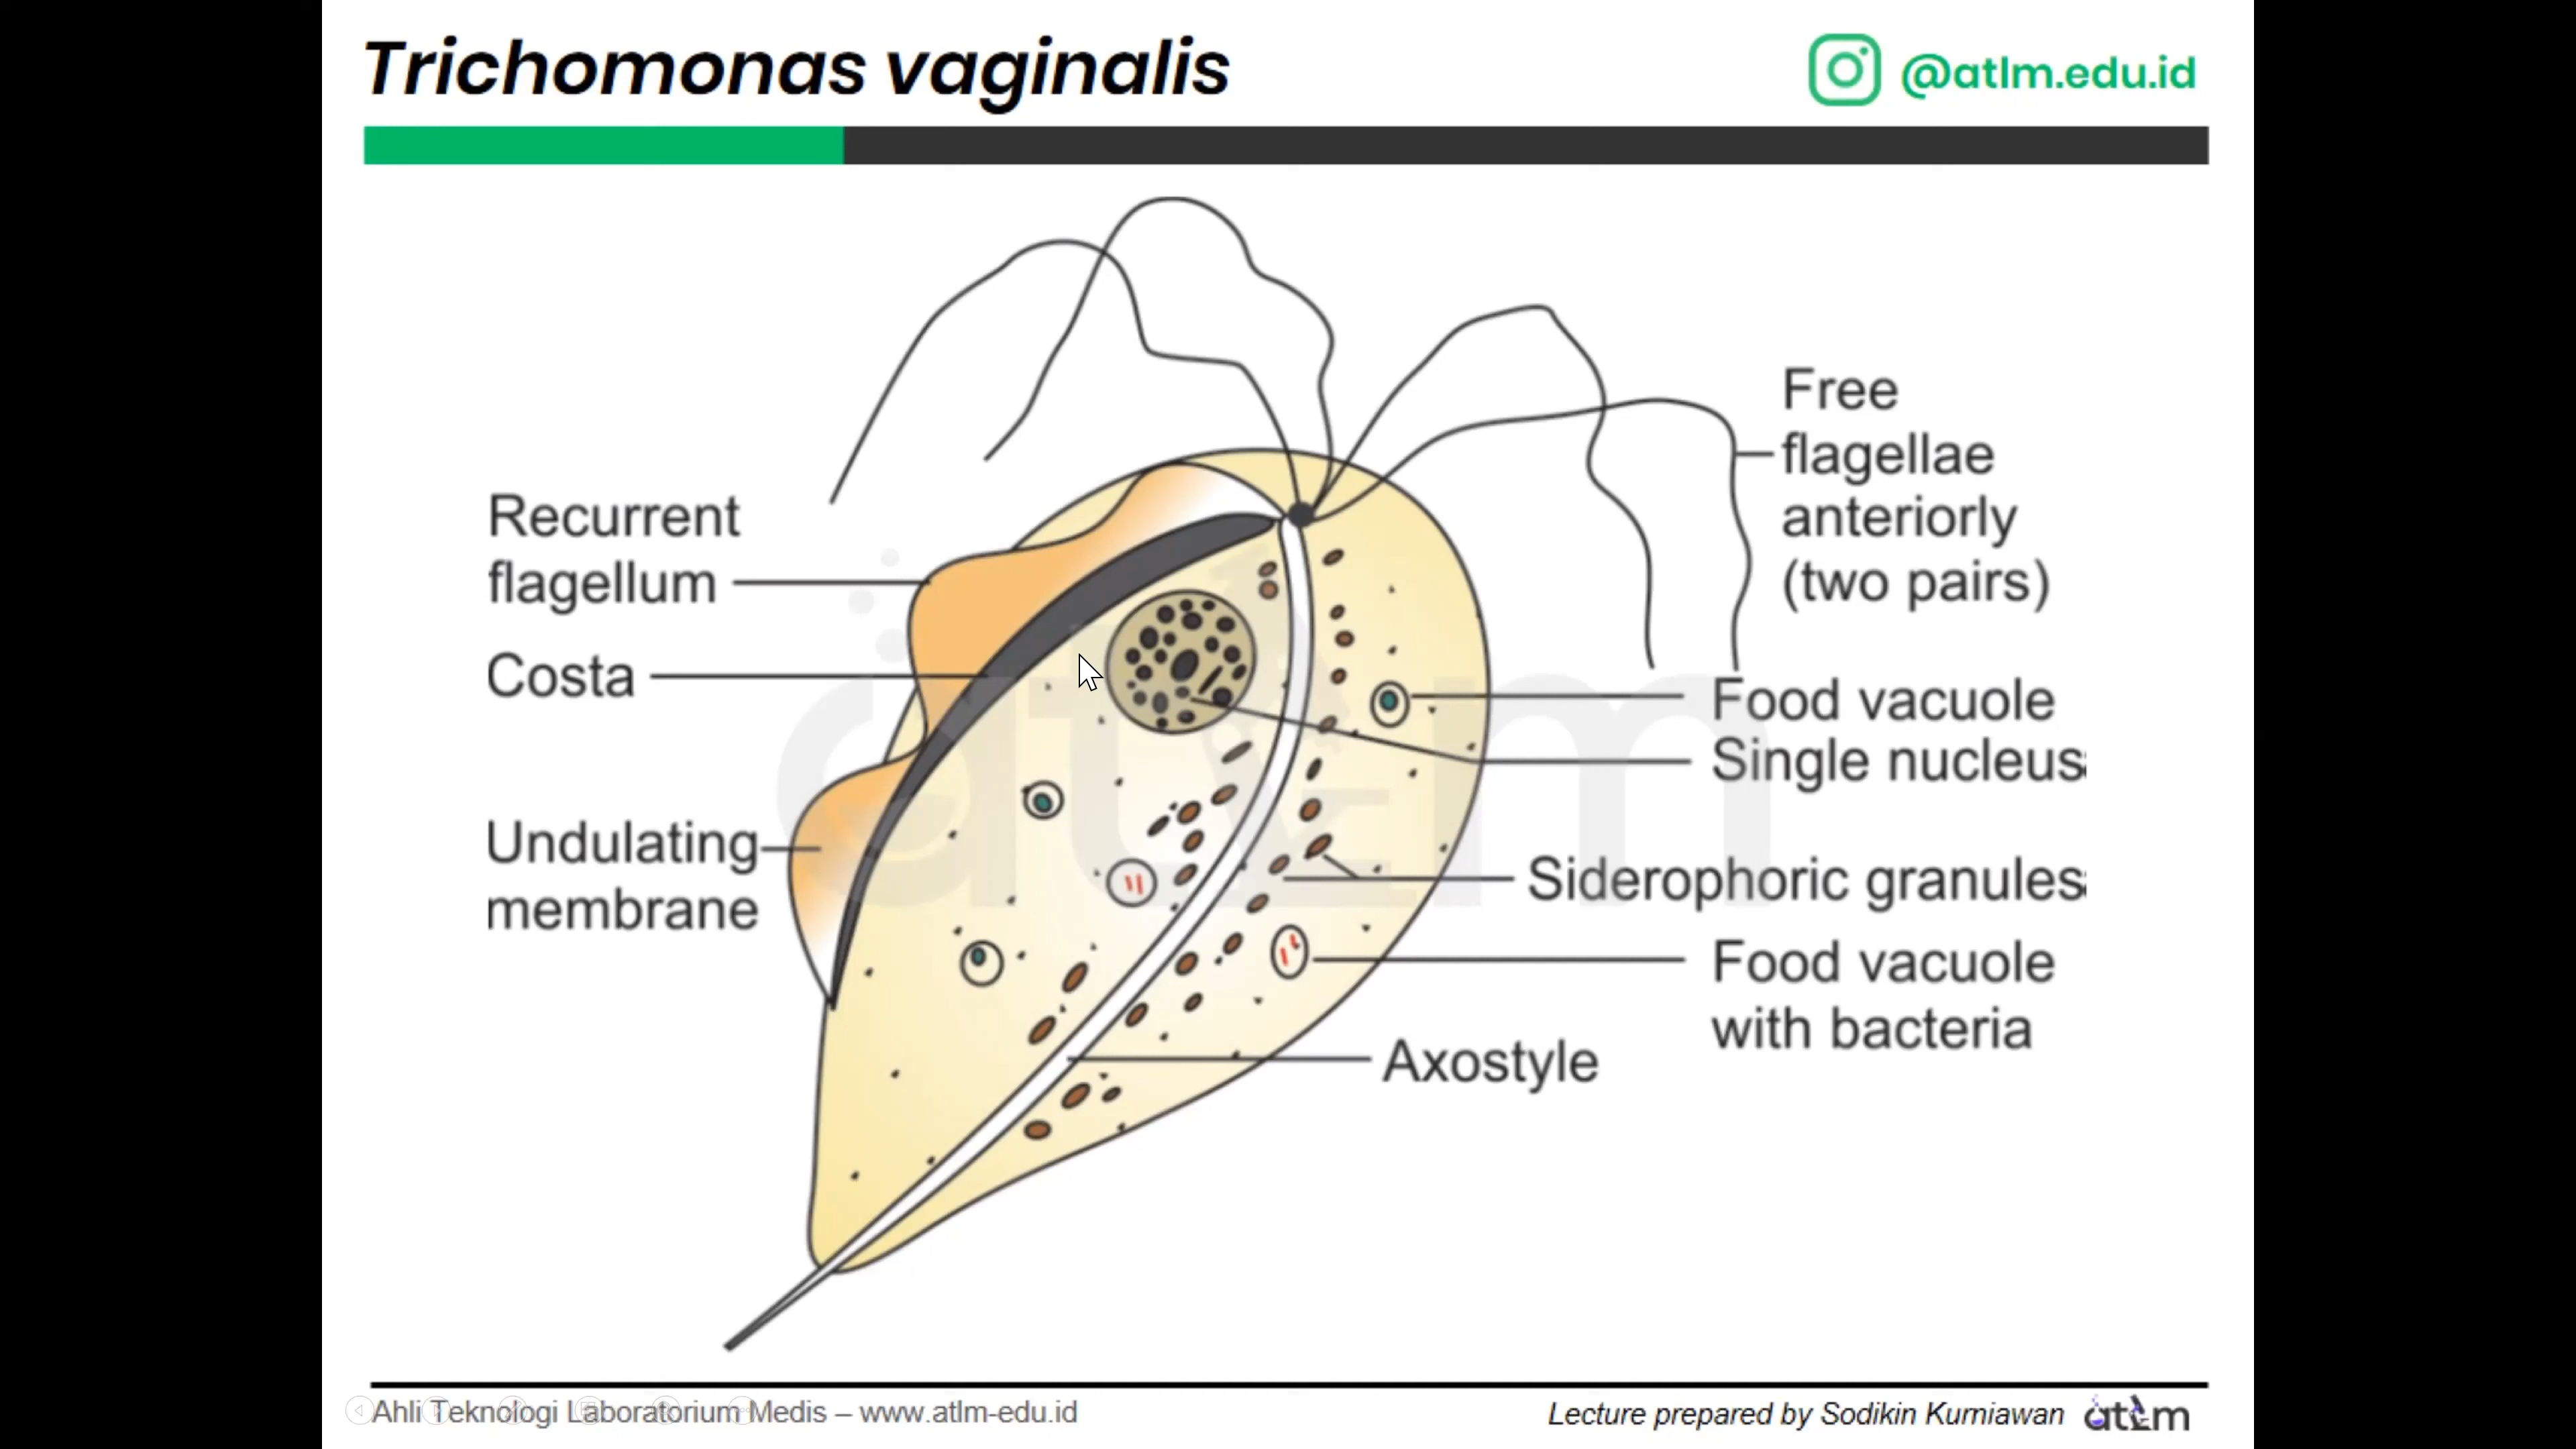 Trichomonas vaginalis
@atlm.edu.id
Recurrent
flagellum
Costa
Undulating
membrane
Free
flagellae
anteriorly
(two pairs)
Food vacuole
Single nucleus
Siderophoric granules
Food vacuole
with bacteria
Axostyle
atlm
Ahli Teknologi Laboratorium Medis – www.atlm-edu.id
Lecture prepared by Sodikin Kurniawan
atlm